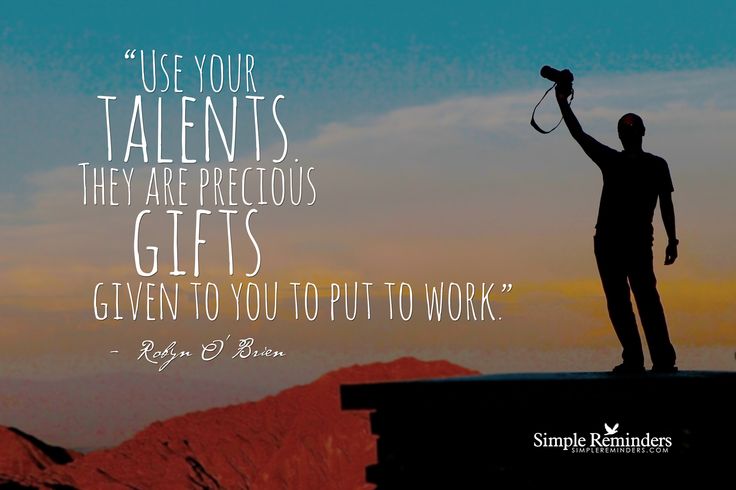 “USE YOUR
TALENTS.
THEY ARE PRECIOUS
GIFTS
GIVEN TO YOU TO PUT TO WORK.”
- Robyn O'Brien
Simple Reminders
SIMPLEREMINDERS.COM